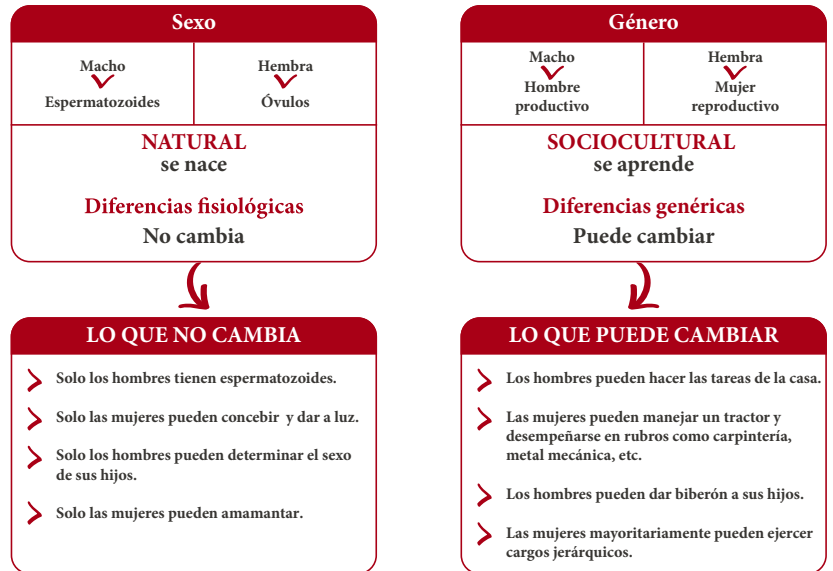 Sexo
Macho
Espermatozoides
Hembra
Óvulos
NATURAL
se nace
Diferencias fisiológicas
No cambia
LO QUE NO CAMBIA
Solo los hombres tienen espermatozoides.
Solo las mujeres pueden concebir y dar a luz.
Solo los hombres pueden determinar el sexo
de sus hijos.
Solo las mujeres pueden amamantar.
Género
Macho
Hombre
productivo
Hembra
Mujer
reproductivo
SOCIOCULTURAL
se aprende
Diferencias genéricas
Puede cambiar
LO QUE PUEDE CAMBIAR
Los hombres pueden hacer las tareas de la casa.
Las mujeres pueden manejar un tractor y
desempeñarse en rubros como carpintería,
metal mecánica, etc.
Los hombres pueden dar biberón a sus hijos.
Las mujeres mayoritariamente pueden ejercer
cargos jerárquicos.